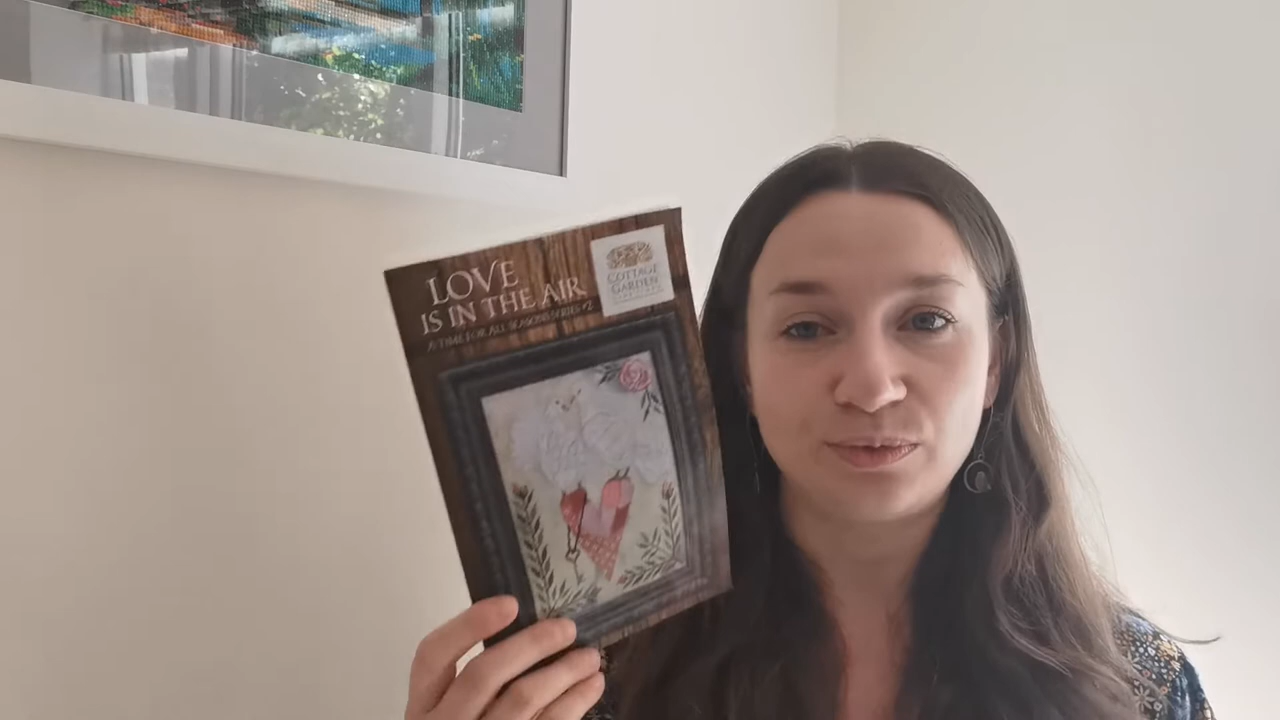 LOVE
IS IN THE AIR
A TIME FOR ALL SEASONS SERIES #2
COTTAGE
GARDEN